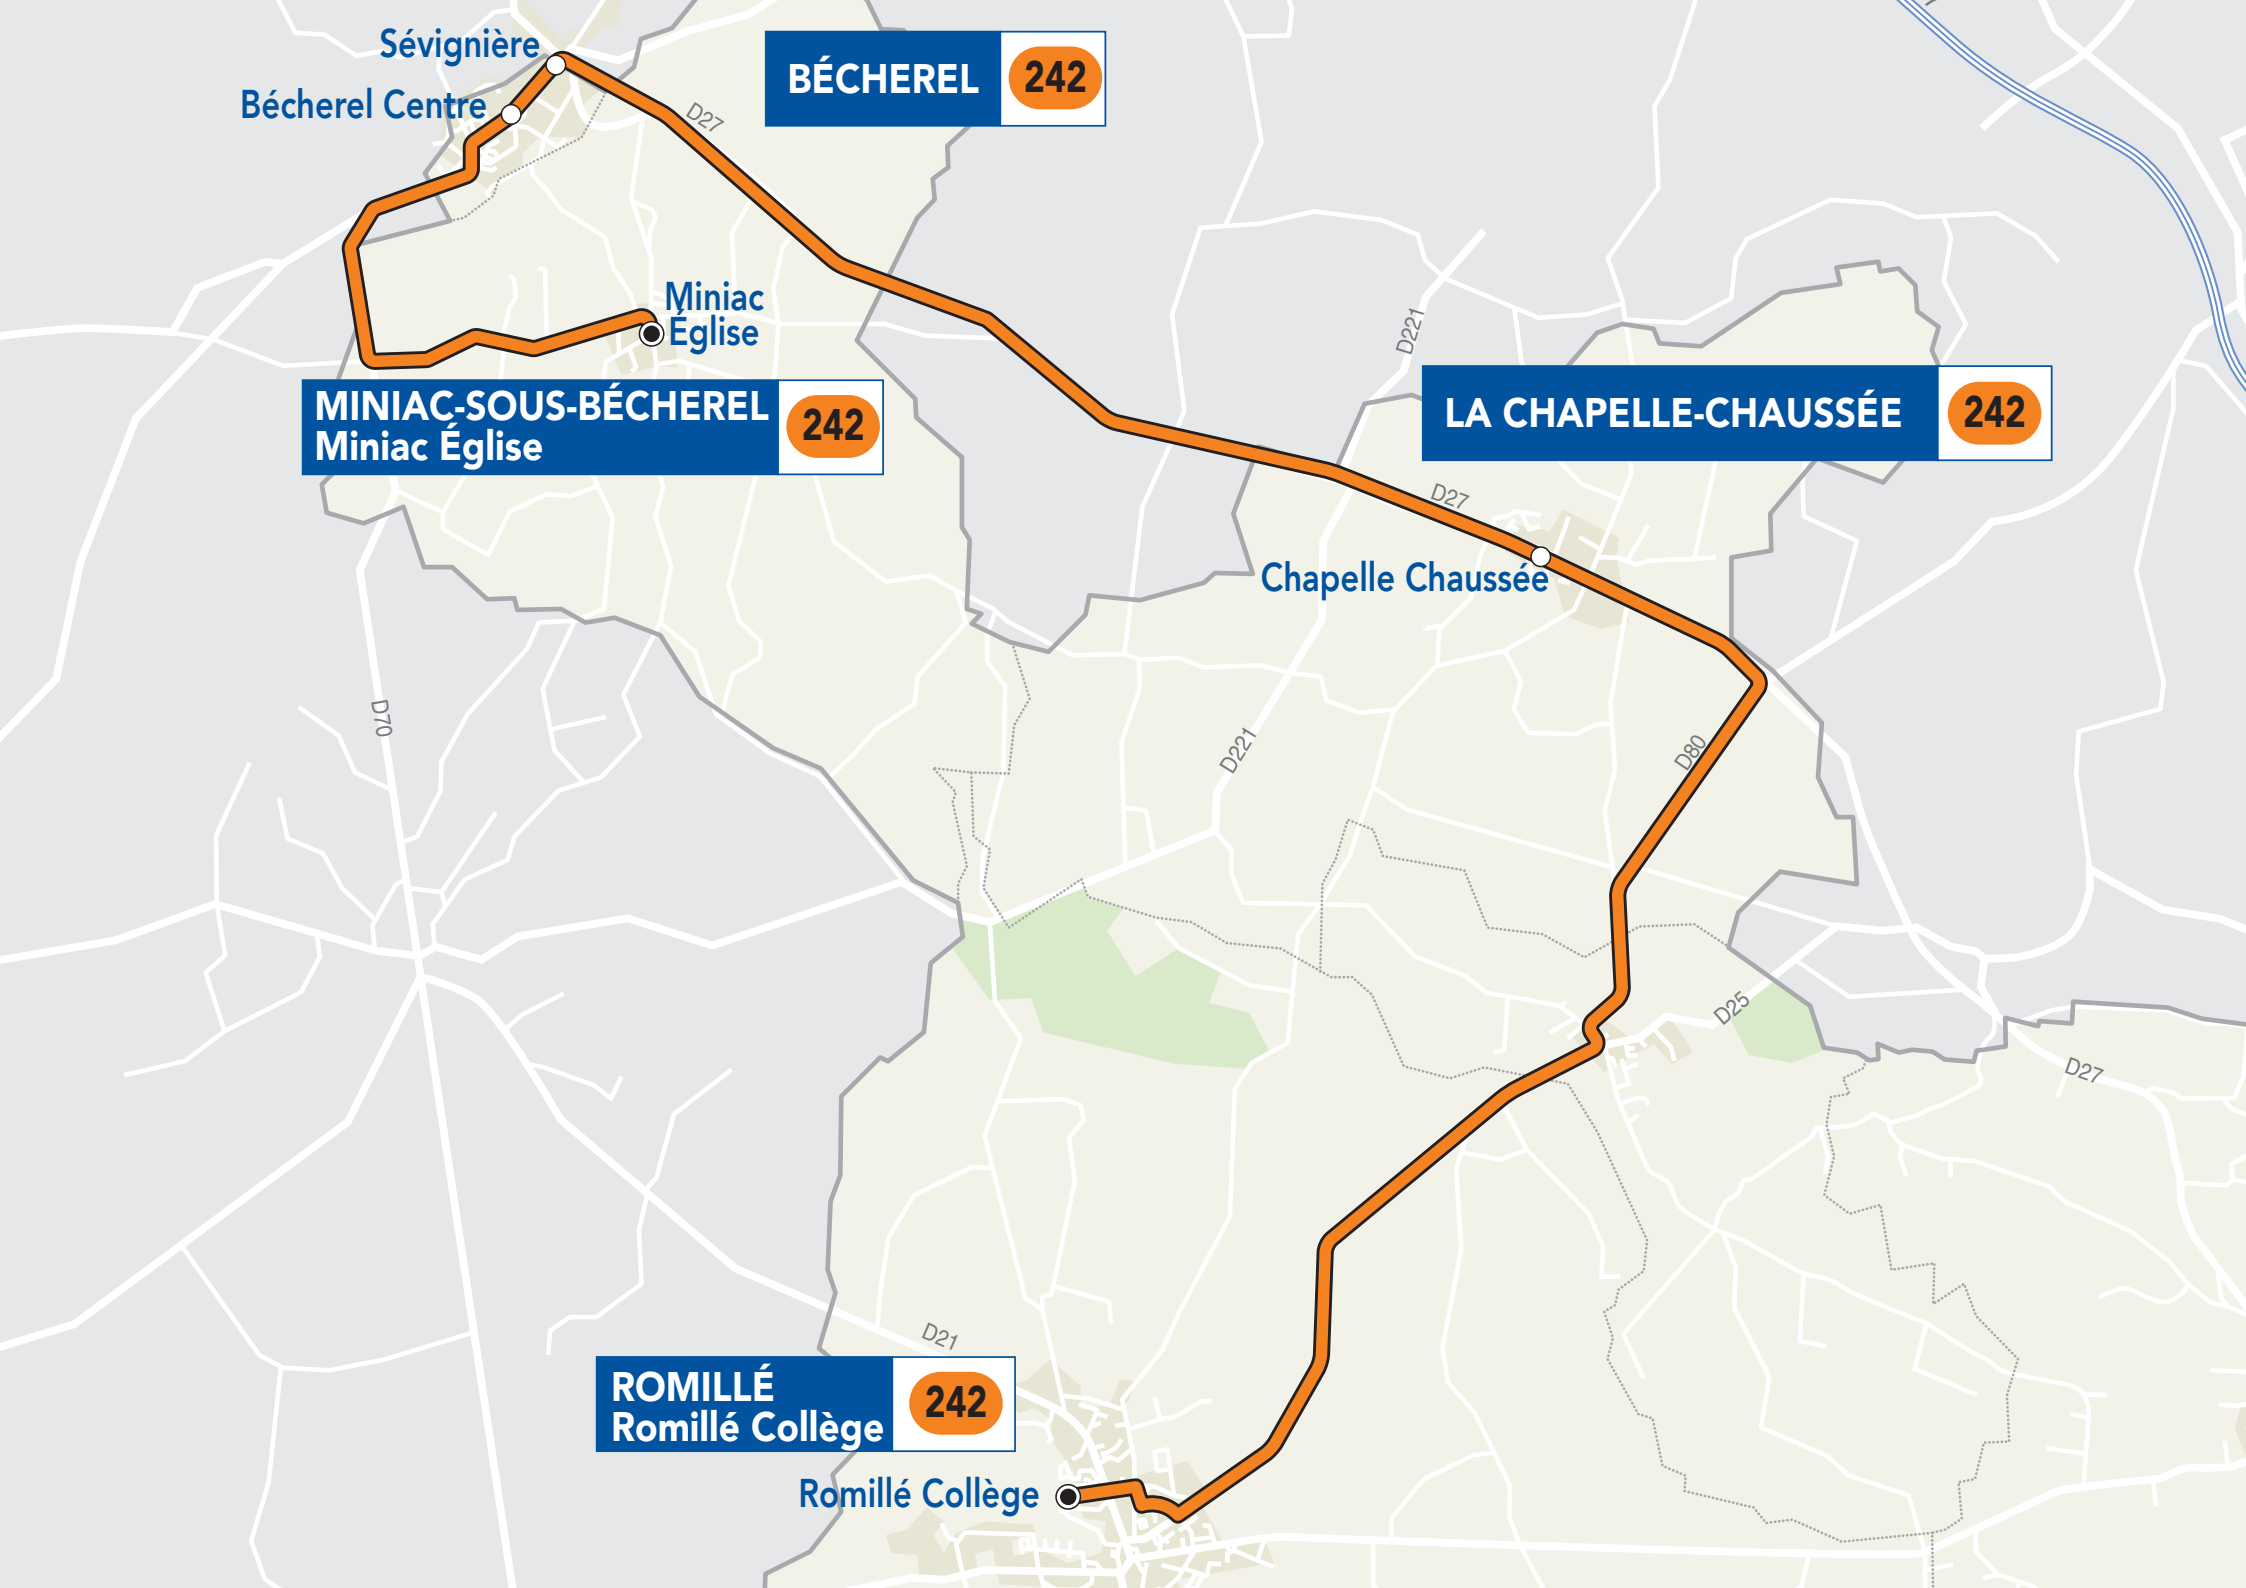 Sévignière
Bécherel Centre
BÉCHEREL
242
D27
Miniac
Église
D221
MINIAC-SOUS-BÉCHEREL
Miniac Église
242
LA CHAPELLE-CHAUSSÉE
242
D27
Chapelle Chaussée
D70
D221
D80
D25
D27
D21
ROMILLÉ
Romillé Collège
242
Romillé Collège